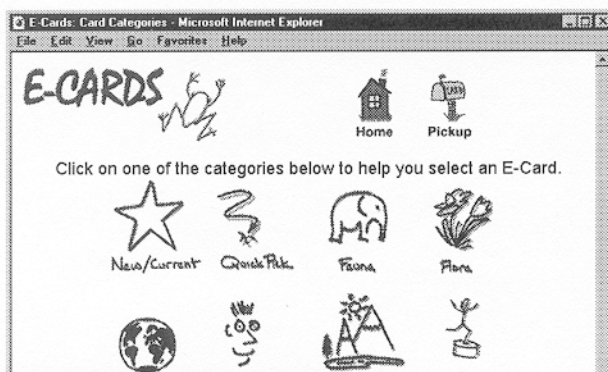 E-Cards: Card Categories - Microsoft Internet Explorer
File Edit View Go Favorites Help
E-CARDS
Home Pickup
Click on one of the categories below to help you select an E-Card.
New/Current Quick Pick Fauna Flora